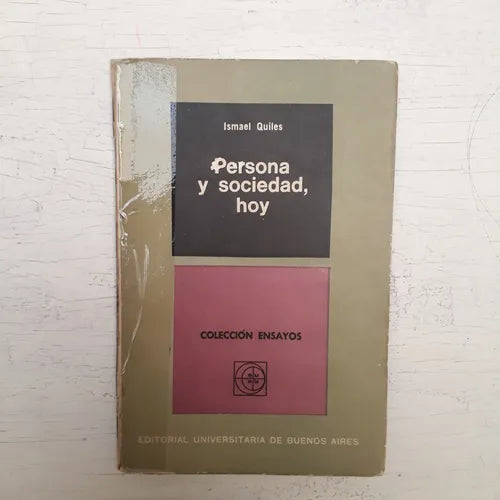 Ismael Quiles
Persona
y sociedad,
hoy
COLECCIÓN ENSAYOS
EDITORIAL UNIVERSITARIA DE BUENOS AIRES